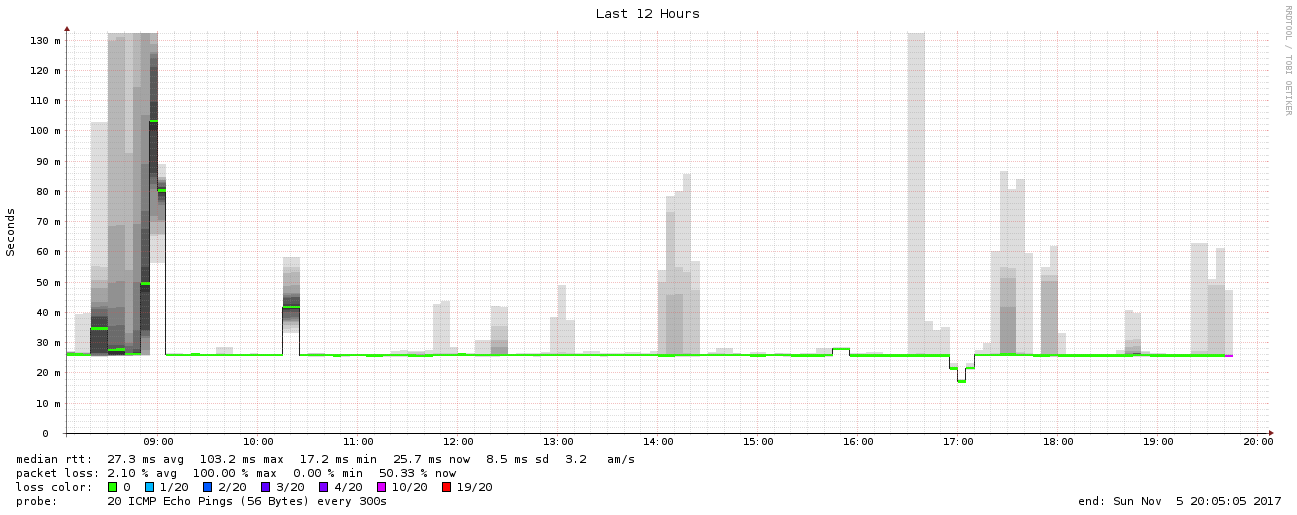 Last 12 Hours
RRDTOOL / TOBI OETIKER
Seconds
130 m
120 m
110 m
100 m
90 m
80 m
70 m
60 m
50 m
40 m
30 m
20 m
10 m
0
09:00 10:00 11:00 12:00 13:00 14:00 15:00 16:00 17:00 18:00 19:00 20:00
median rtt: 27.3 ms avg 103.2 ms max 17.2 ms min 25.7 ms now 8.5 ms sd 3.2 am/s
packet loss: 2.10 % avg 100.00 % max 0.00 % min 50.33 % now
loss color: 0 1/20 2/20 3/20 4/20 10/20 19/20
probe: 20 ICMP Echo Pings (56 Bytes) every 300s end: Sun Nov 5 20:05:05 2017